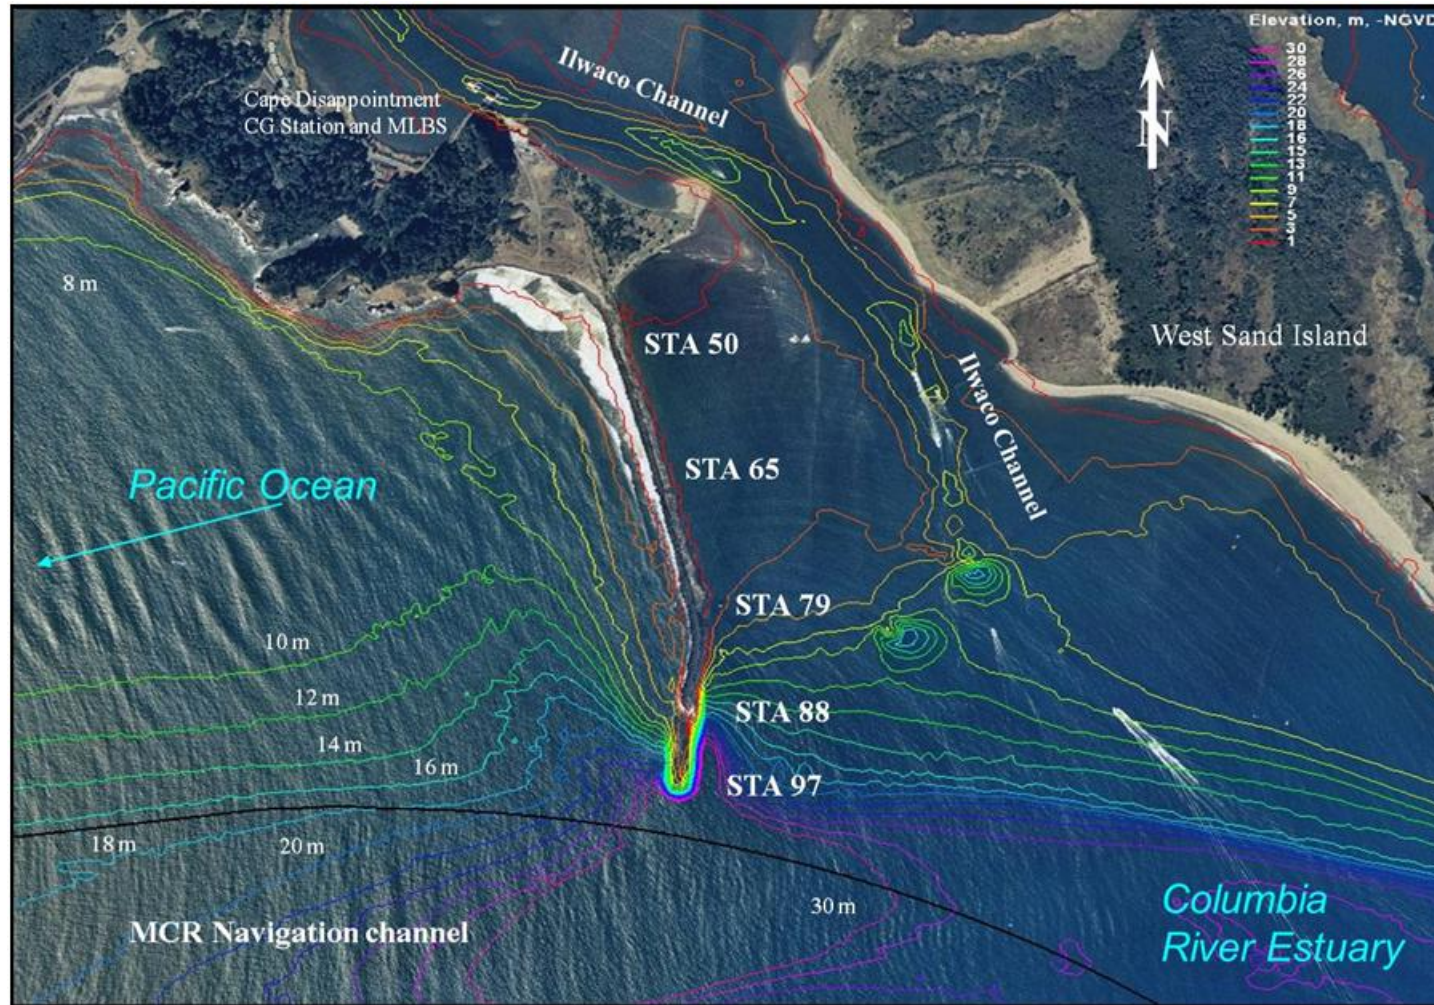 Elevation, m, -NGVD
30
28
26
24
22
20
18
16
15
13
11
9
7
5
3
1
N
Ilwaco Channel
Cape Disappointment
CG Station and MLBS
8 m
STA 50
West Sand Island
Ilwaco Channel
STA 65
Pacific Ocean
STA 79
10 m
12 m
STA 88
14 m
16 m
STA 97
18 m
20 m
30 m
MCR Navigation channel
Columbia
River Estuary